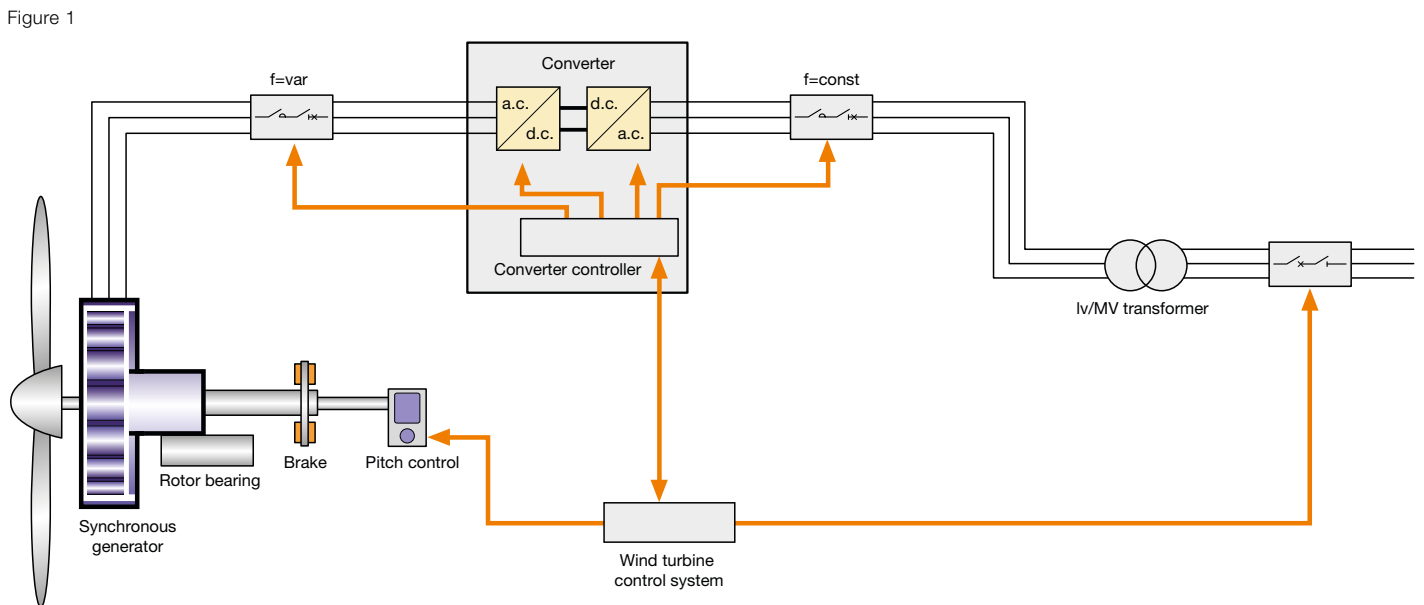 Figure 1
Converter
f=var
f=const
a.c.
d.c.
d.c.
a.c.
Converter controller
lv/MV transformer
Rotor bearing
Brake
Pitch control
Synchronous
generator
Wind turbine
control system